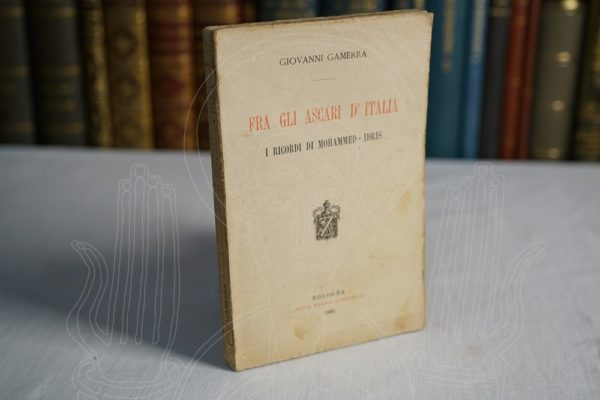 GIOVANNI GAMERRA
FRA GLI ASCARI D' ITALIA
I RICORDI DI MOHAMMED - IDRIS
BOLOGNA